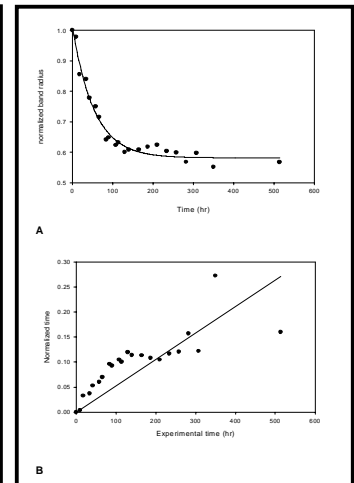 1.0
0.9
0.8
0.7
0.6
0.5
normalized band radius
0 100 200 300 400 500 600
Time (hr)
A
0.30
0.25
0.20
0.15
0.10
0.05
0.00
Normalized time
0 100 200 300 400 500 600
Experimental time (hr)
B